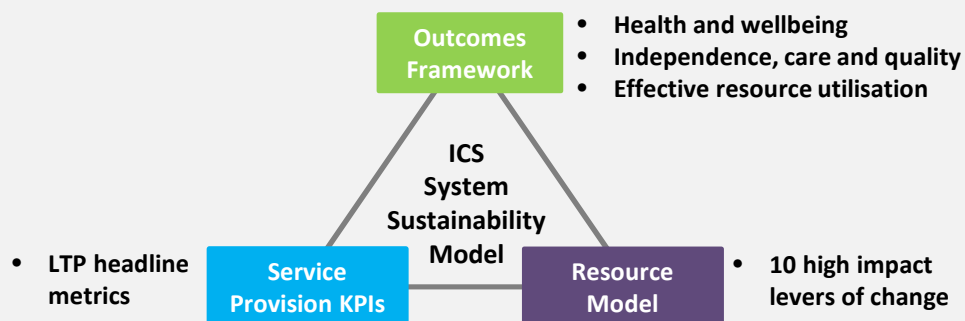 Outcomes
Framework
• Health and wellbeing
• Independence, care and quality
• Effective resource utilisation
ICS
System
Sustainability
Model
• LTP headline
metrics
Service
Provision KPIs
Resource
Model
• 10 high impact
levers of change